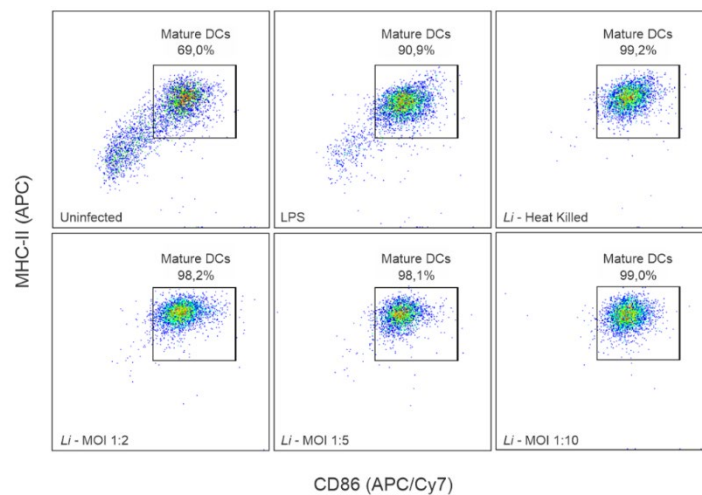 Mature DCs
69,0%
Uninfected
Mature DCs
90,9%
LPS
Mature DCs
99,2%
Li - Heat Killed
MHC-II (APC)
Mature DCs
98,2%
Li - MOI 1:2
Mature DCs
98,1%
Li - MOI 1:5
Mature DCs
99,0%
Li - MOI 1:10
CD86 (APC/Cy7)